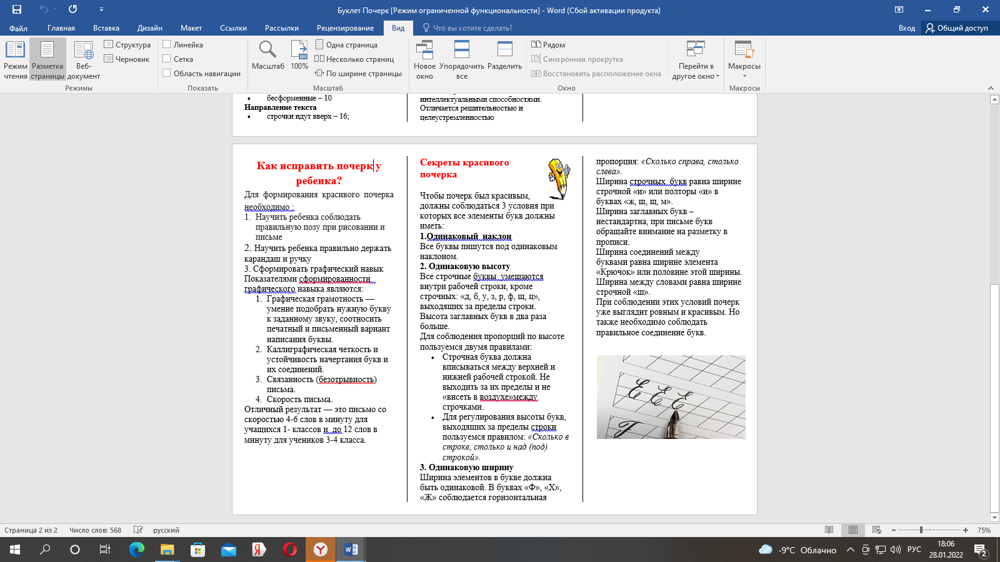 Буклет Почерк [Режим ограниченной функциональности] - Word (Сбой активации продукта)
Файл Главная Вставка Дизайн Макет Ссылки Рассылки Рецензирование Вид Что вы хотите сделать? Вход Общий доступ
Режим чтения
Разметка страницы
Веб-документ
Структура
Черновик
Режимы
Линейка
Сетка
Область навигации
Показать
Масштаб
100
100%
Одна страница
Несколько страниц
По ширине страницы
Масштаб
Новое окно
Упорядочить все
Разделить
Рядом
Синхронная прокрутка
Восстановить расположение окна
Окно
Перейти в другое окно
Макросы
Макросы
• бесформенные – 10
Направление текста
• строчки идут вверх – 16;
интеллектуальными способностями.
Отличается решительностью и
целеустремленностью
Как исправить почерк у
ребенка?
Для формирования красивого почерка
необходимо :
1. Научить ребенка соблюдать
правильную позу при рисовании и
письме
2. Научить ребенка правильно держать
карандаш и ручку
3. Сформировать графический навык
Показателями сформированности
графического навыка являются:
1. Графическая грамотность —
умение подобрать нужную букву
к заданному звуку, соотносить
печатный и письменный вариант
написания буквы.
2. Каллиграфическая четкость и
устойчивость начертания букв и
их соединений.
3. Связанность (безотрывность)
письма.
4. Скорость письма.
Отличный результат — это письмо со
скоростью 4-6 слов в минуту для
учащихся 1- классов и до 12 слов в
минуту для учеников 3-4 класса.
Секреты красивого
почерка
Чтобы почерк был красивым,
должны соблюдаться 3 условия при
которых все элементы букв должны
иметь:
1.Одинаковый наклон
Все буквы пишутся под одинаковым
наклоном.
2. Одинаковую высоту
Все строчные буквы умещаются
внутри рабочей строки, кроме
строчных: «д, б, у, з, р, ф, щ, ц»,
выходящих за пределы строки.
Высота заглавных букв в два раза
больше.
Для соблюдения пропорций по высоте
пользуемся двумя правилами:
• Строчная буква должна
вписываться между верхней и
нижней рабочей строкой. Не
выходить за их пределы и не
«висеть в воздухе»между
строчками.
• Для регулирования высоты букв,
выходящих за пределы строки
пользуемся правилом: «Сколько в
строке, столько и над (под)
строкой».
3. Одинаковую ширину
Ширина элементов в букве должна
быть одинаковой. В буквах «Ф», «Х»,
«Ж» соблюдается горизонтальная
пропорция: «Сколько справа, столько
слева».
Ширина строчных букв равна ширине
строчной «и» или полторы «и» в
буквах «ж, ш, щ, м».
Ширина заглавных букв –
нестандартна, при письме букв
обращайте внимание на разметку в
прописи.
Ширина соединений между
буквами равна ширине элемента
«Крючок» или половине этой ширины.
Ширина между словами равна ширине
строчной «ш».
При соблюдении этих условий почерк
уже выглядит ровным и красивым. Но
также необходимо соблюдать
правильное соединение букв.
Е Е Е
Страница 2 из 2 Число слов: 568 русский 75%
-9°C Облачно РУС 18:06
28.01.2022
2